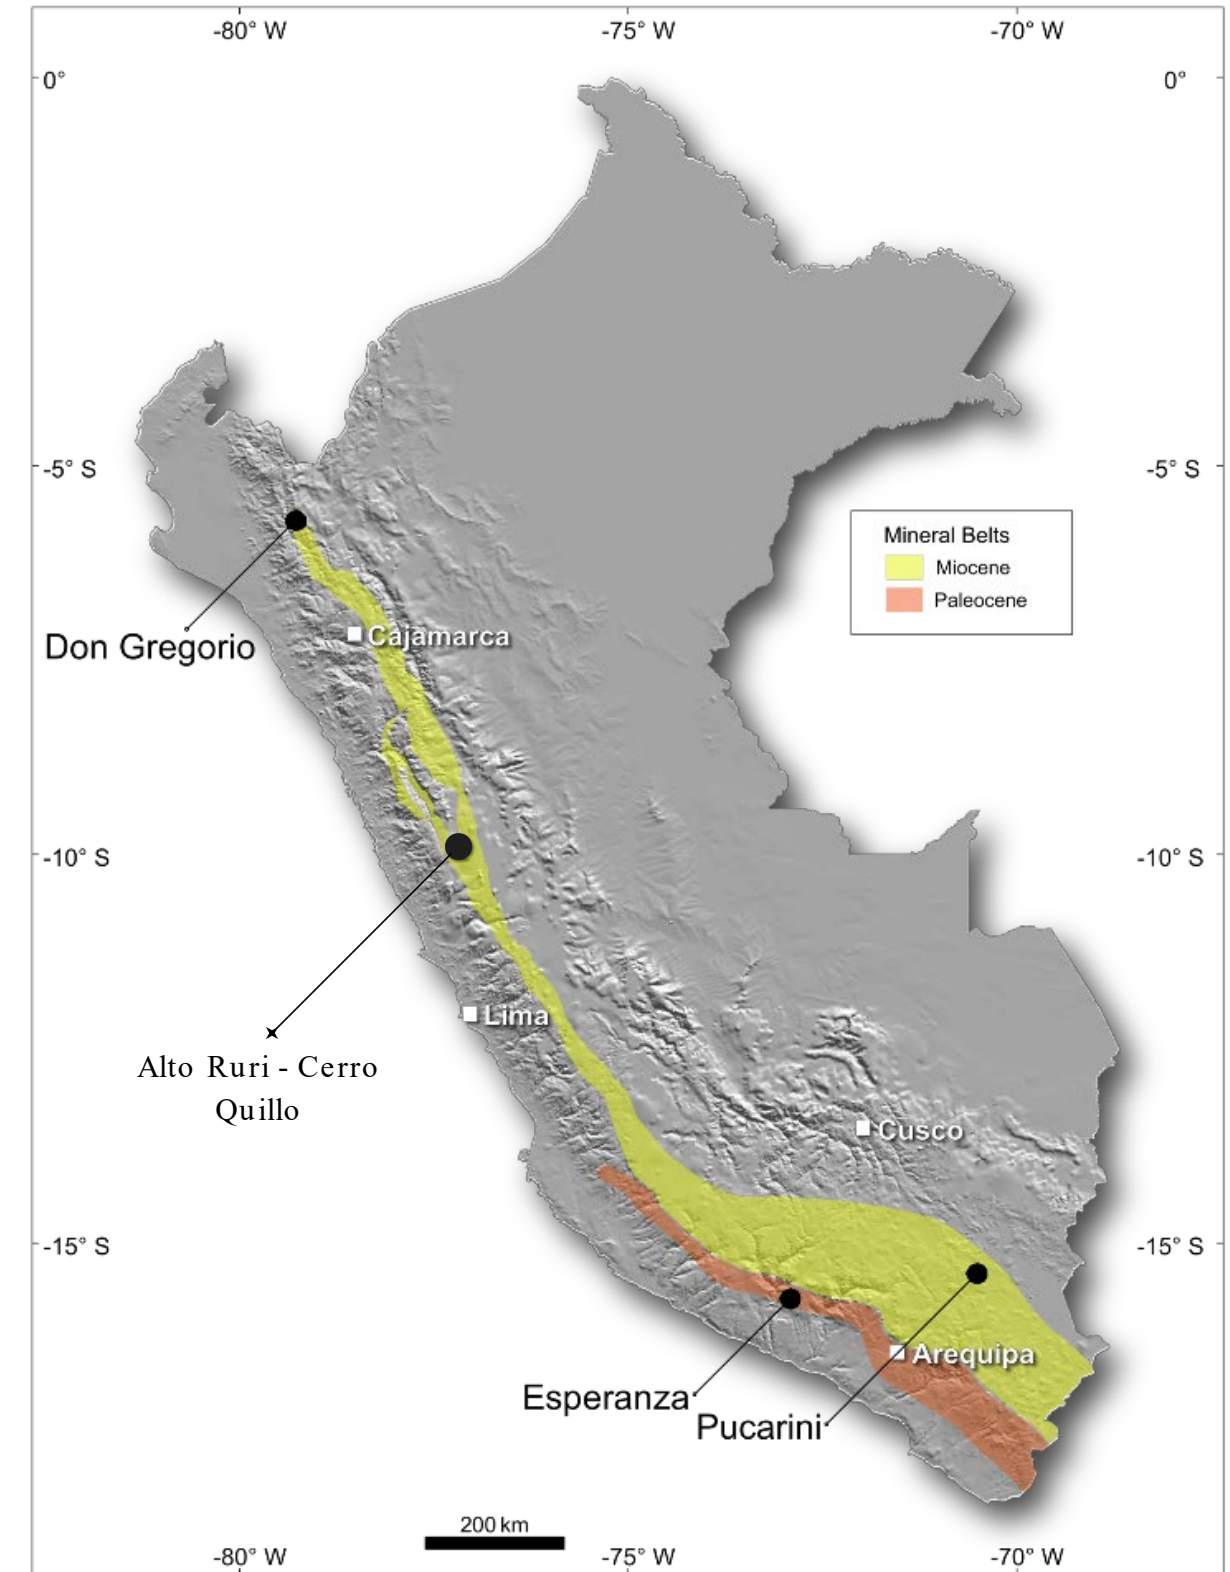 -80° W
-75° W
-70° W
0°
0°
-5° S
-5° S
Mineral Belts
Miocene
Paleocene
Don Gregorio
Cajamarca
-10° S
-10° S
Lima
Alto Ruri - Cerro
Quillo
Cusco
-15° S
-15° S
Arequipa
Esperanza
Pucarini
200 km
-80° W
-75° W
-70° W